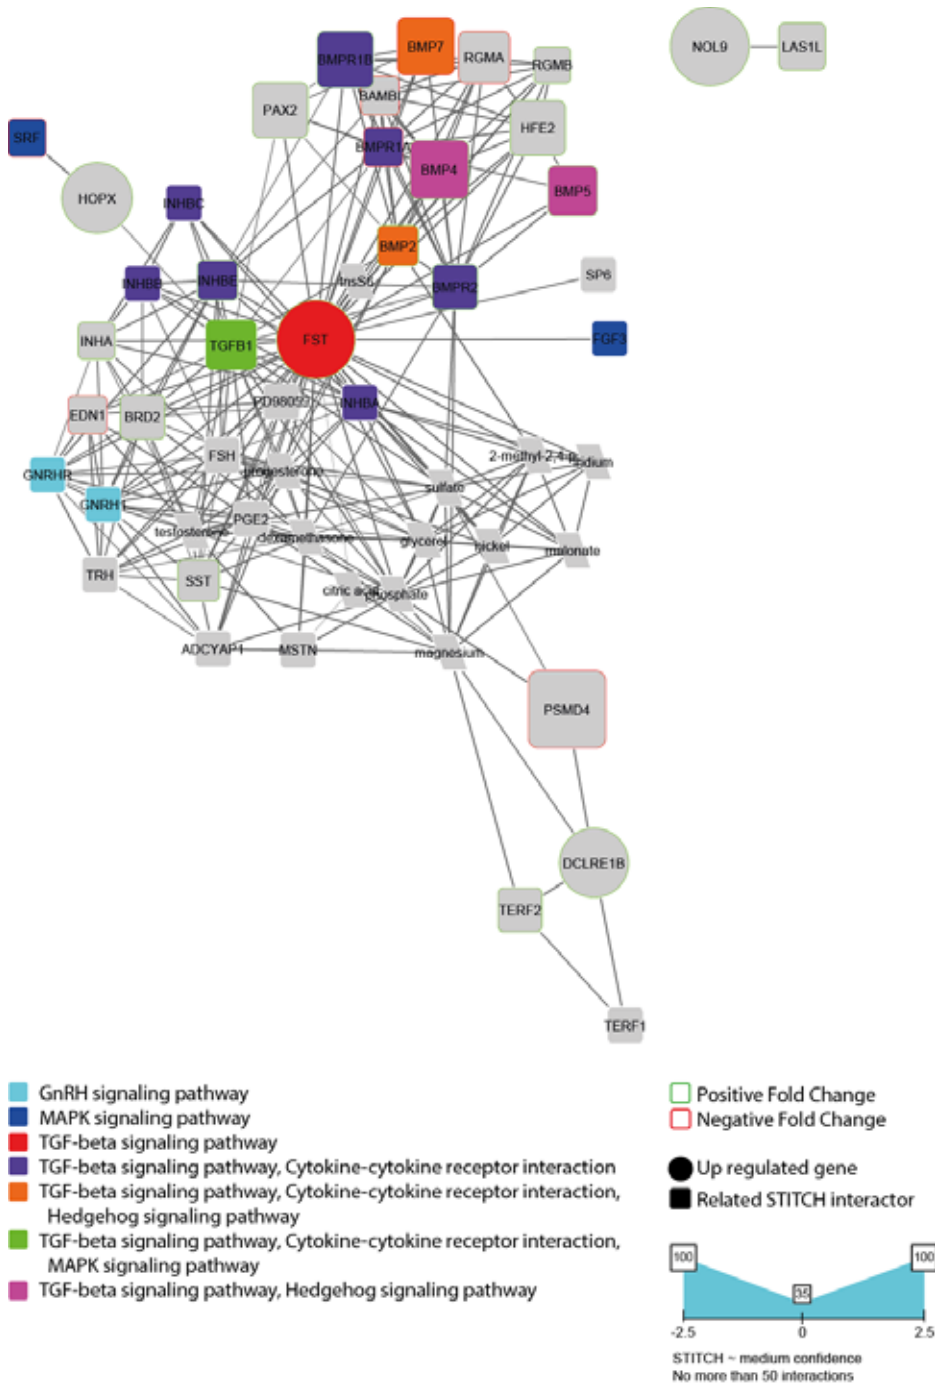 NOL9
LAS1L
BMPR1B
BMP7
RGMA
RGMB
BAMBI
PAX2
HFE2
SRF
BMPR1A
BMP4
BMP5
HOPX
INHBC
BMP2
SP6
INHBB
INHBE
4nsS6
BMPR2
INHA
TGFB1
FST
FGF3
EDN1
BRD2
PD98059
INHBA
GNRHR
FSH
progesterone
2-methyl-2,4-p
sulfate
GNRH1
testosterone
PGE2
dexamethasone
glycerol
nickel
malonate
TRH
SST
citric acid
phosphate
ADCYAP1
MSTN
magnesium
PSMD4
DCLRE1B
TERF2
TERF1
GnRH signaling pathway
MAPK signaling pathway
TGF-beta signaling pathway
TGF-beta signaling pathway, Cytokine-cytokine receptor interaction
TGF-beta signaling pathway, Cytokine-cytokine receptor interaction,
Hedgehog signaling pathway
TGF-beta signaling pathway, Cytokine-cytokine receptor interaction,
MAPK signaling pathway
TGF-beta signaling pathway, Hedgehog signaling pathway
Positive Fold Change
Negative Fold Change
Up regulated gene
Related STITCH interactor
100
35
100
-2.5
0
2.5
STITCH ~ medium confidence
No more than 50 interactions